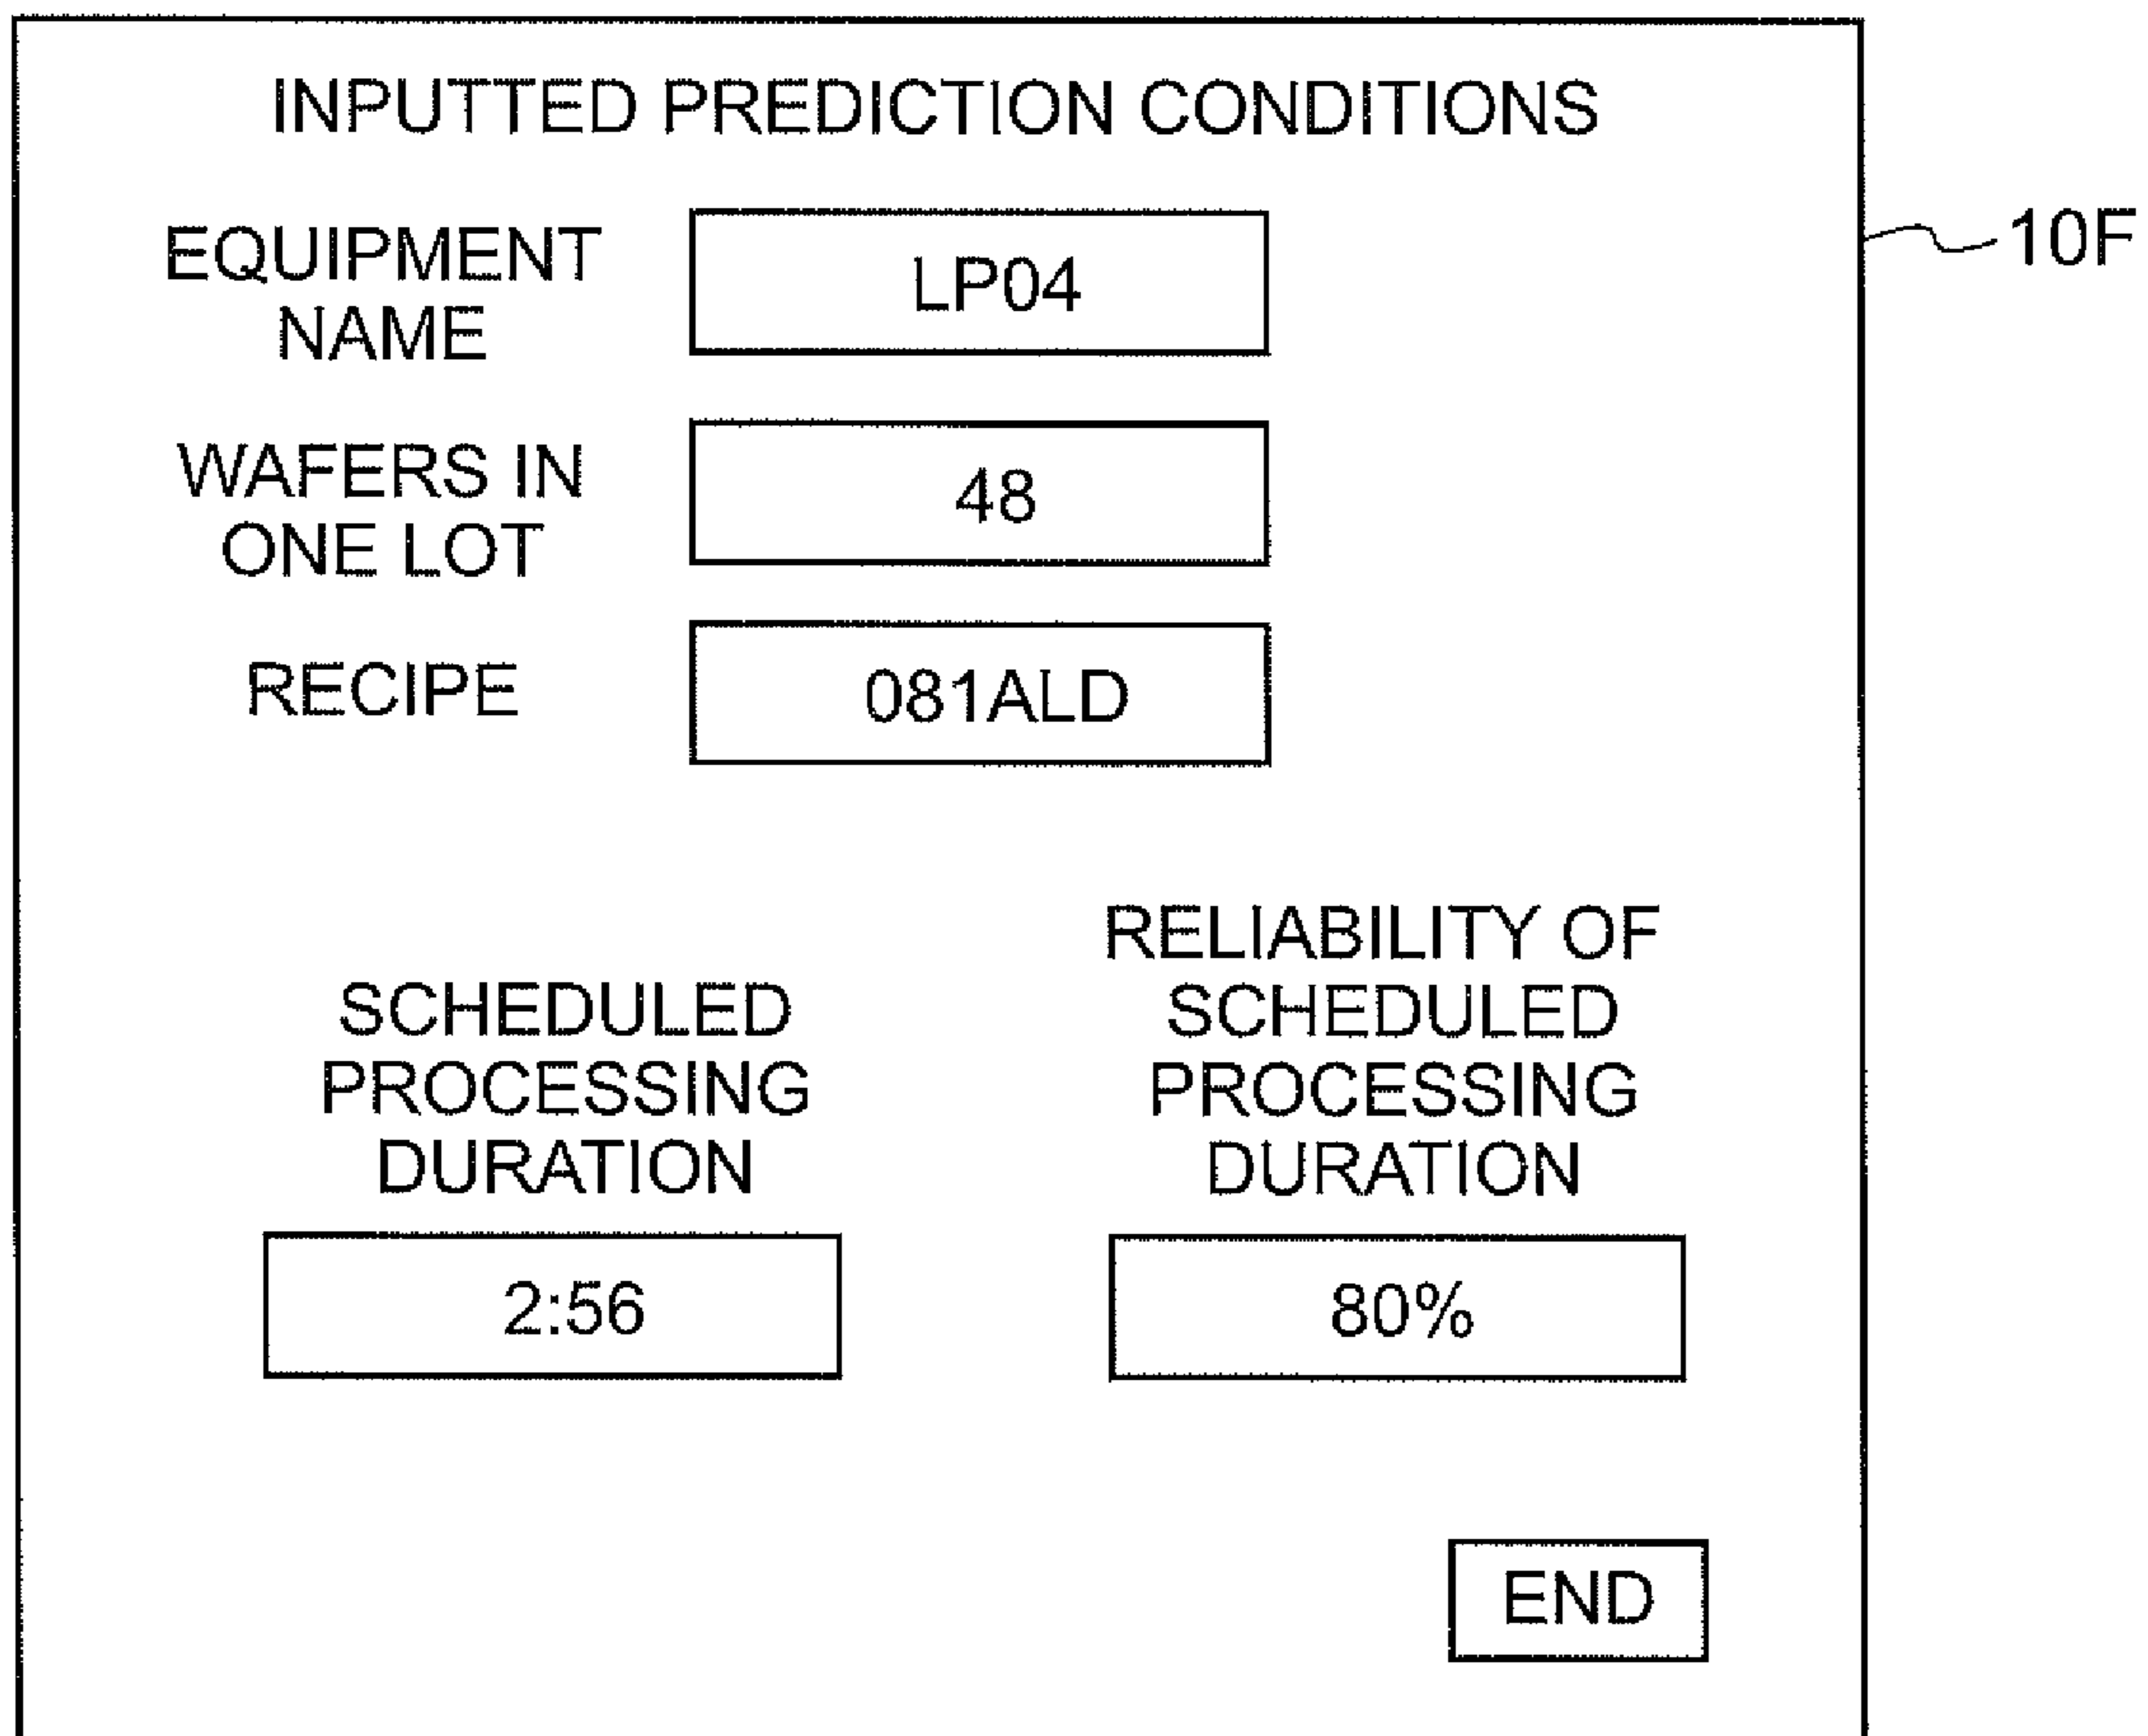 INPUTTED PREDICTION CONDITIONS
EQUIPMENT
NAME
LP04
10F
WAFERS IN
ONE LOT
48
RECIPE
081ALD
SCHEDULED
PROCESSING
DURATION
2:56
RELIABILITY OF
SCHEDULED
PROCESSING
DURATION
80%
END